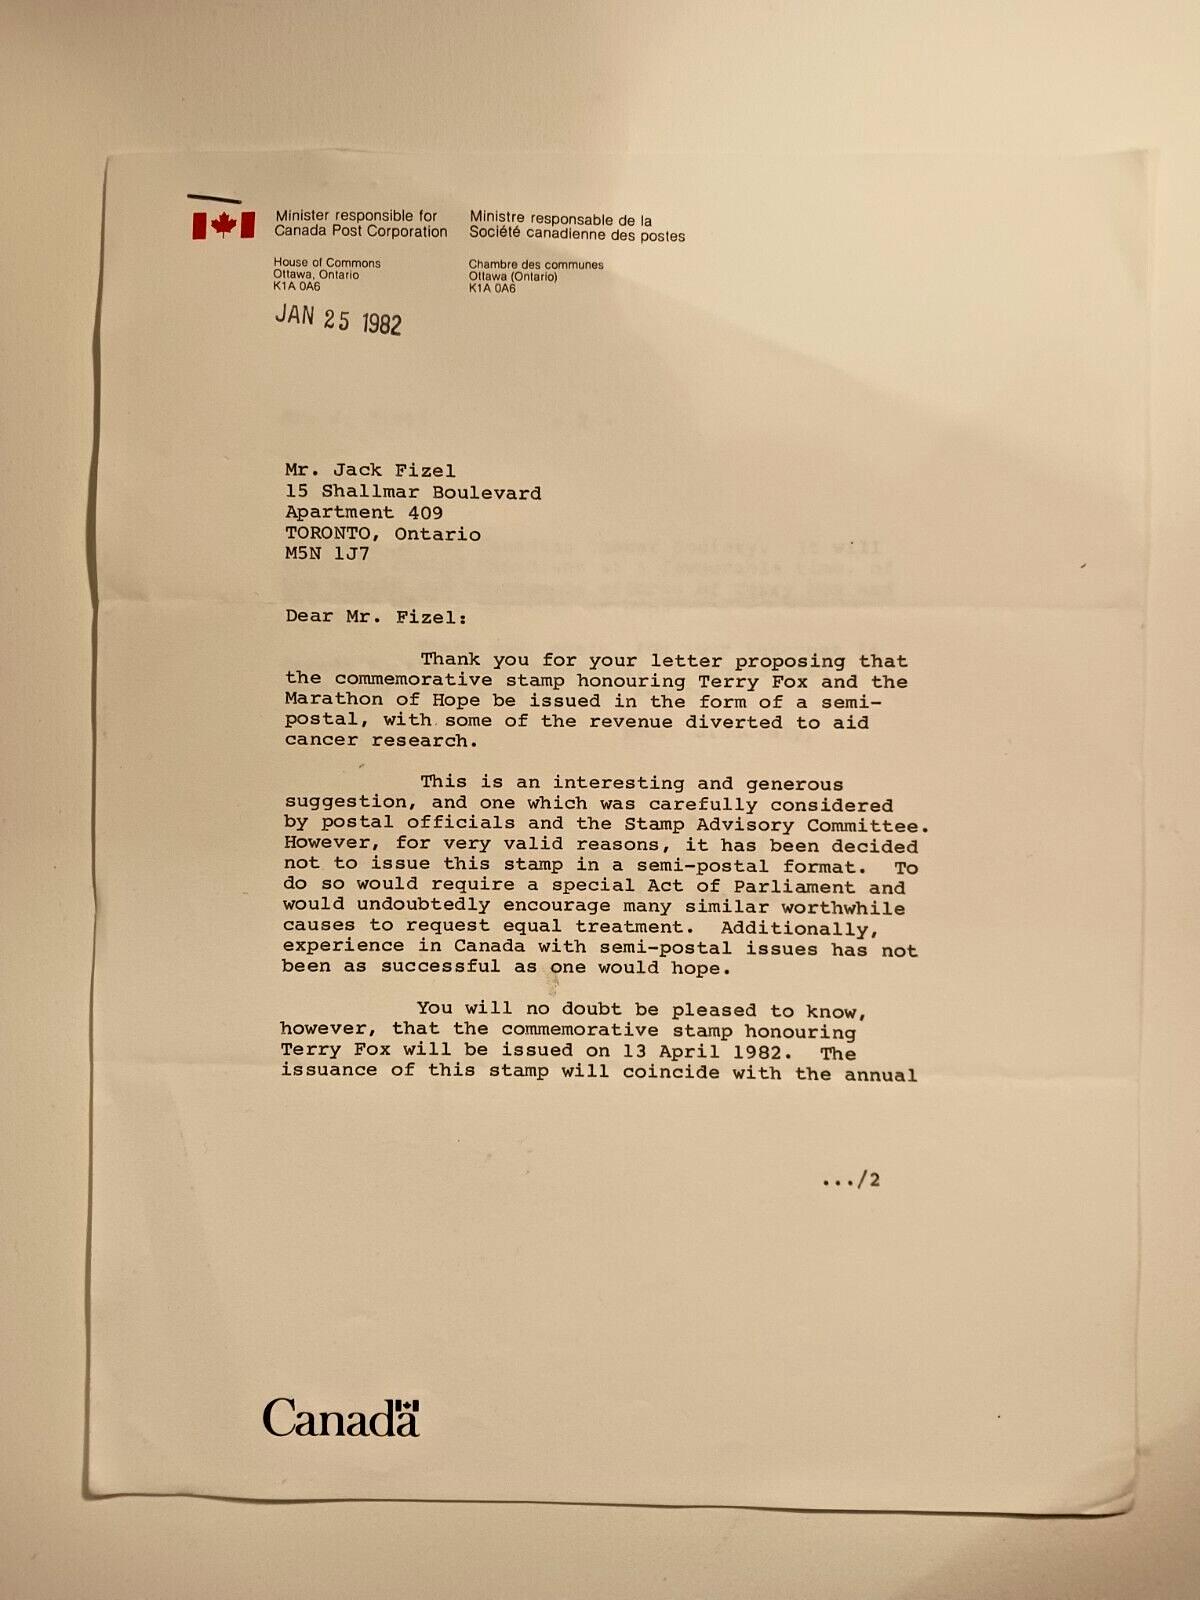 Minister responsible for
Canada Post Corporation
Ministre responsable de la
Société canadienne des postes
House of Commons
Ottawa, Ontario
K1A 0A6
Chambre des communes
Ottawa (Ontario)
K1A 0A6
JAN 25 1982
Mr. Jack Fizel
15 Shallmar Boulevard
Apartment 409
TORONTO, Ontario
M5N 1J7
Dear Mr. Fizel:
Thank you for your letter proposing that
the commemorative stamp honouring Terry Fox and the
Marathon of Hope be issued in the form of a semi-
postal, with some of the revenue diverted to aid
cancer research.
This is an interesting and generous
suggestion, and one which was carefully considered
by postal officials and the Stamp Advisory Committee.
However, for very valid reasons, it has been decided
not to issue this stamp in a semi-postal format. To
do so would require a special Act of Parliament and
would undoubtedly encourage many similar worthwhile
causes to request equal treatment. Additionally,
experience in Canada with semi-postal issues has not
been as successful as one would hope.
You will no doubt be pleased to know,
however, that the commemorative stamp honouring
Terry Fox will be issued on 13 April 1982. The
issuance of this stamp will coincide with the annual
.../2
Canada